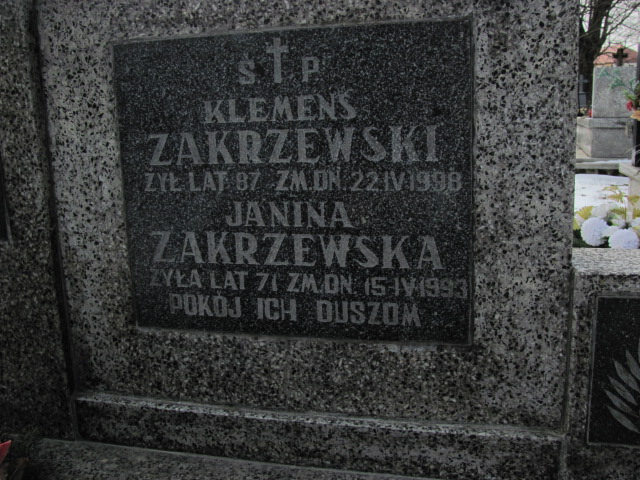 Ś P
KLEMENS
ZAKRZEWSKI
ŻYŁ LAT 87 ZM.DN. 22.IV.1998
JANINA
ZAKRZEWSKA
ŻYŁA LAT 71 ZM.DN. 15.IV.1993
POKÓJ ICH DUSZOM